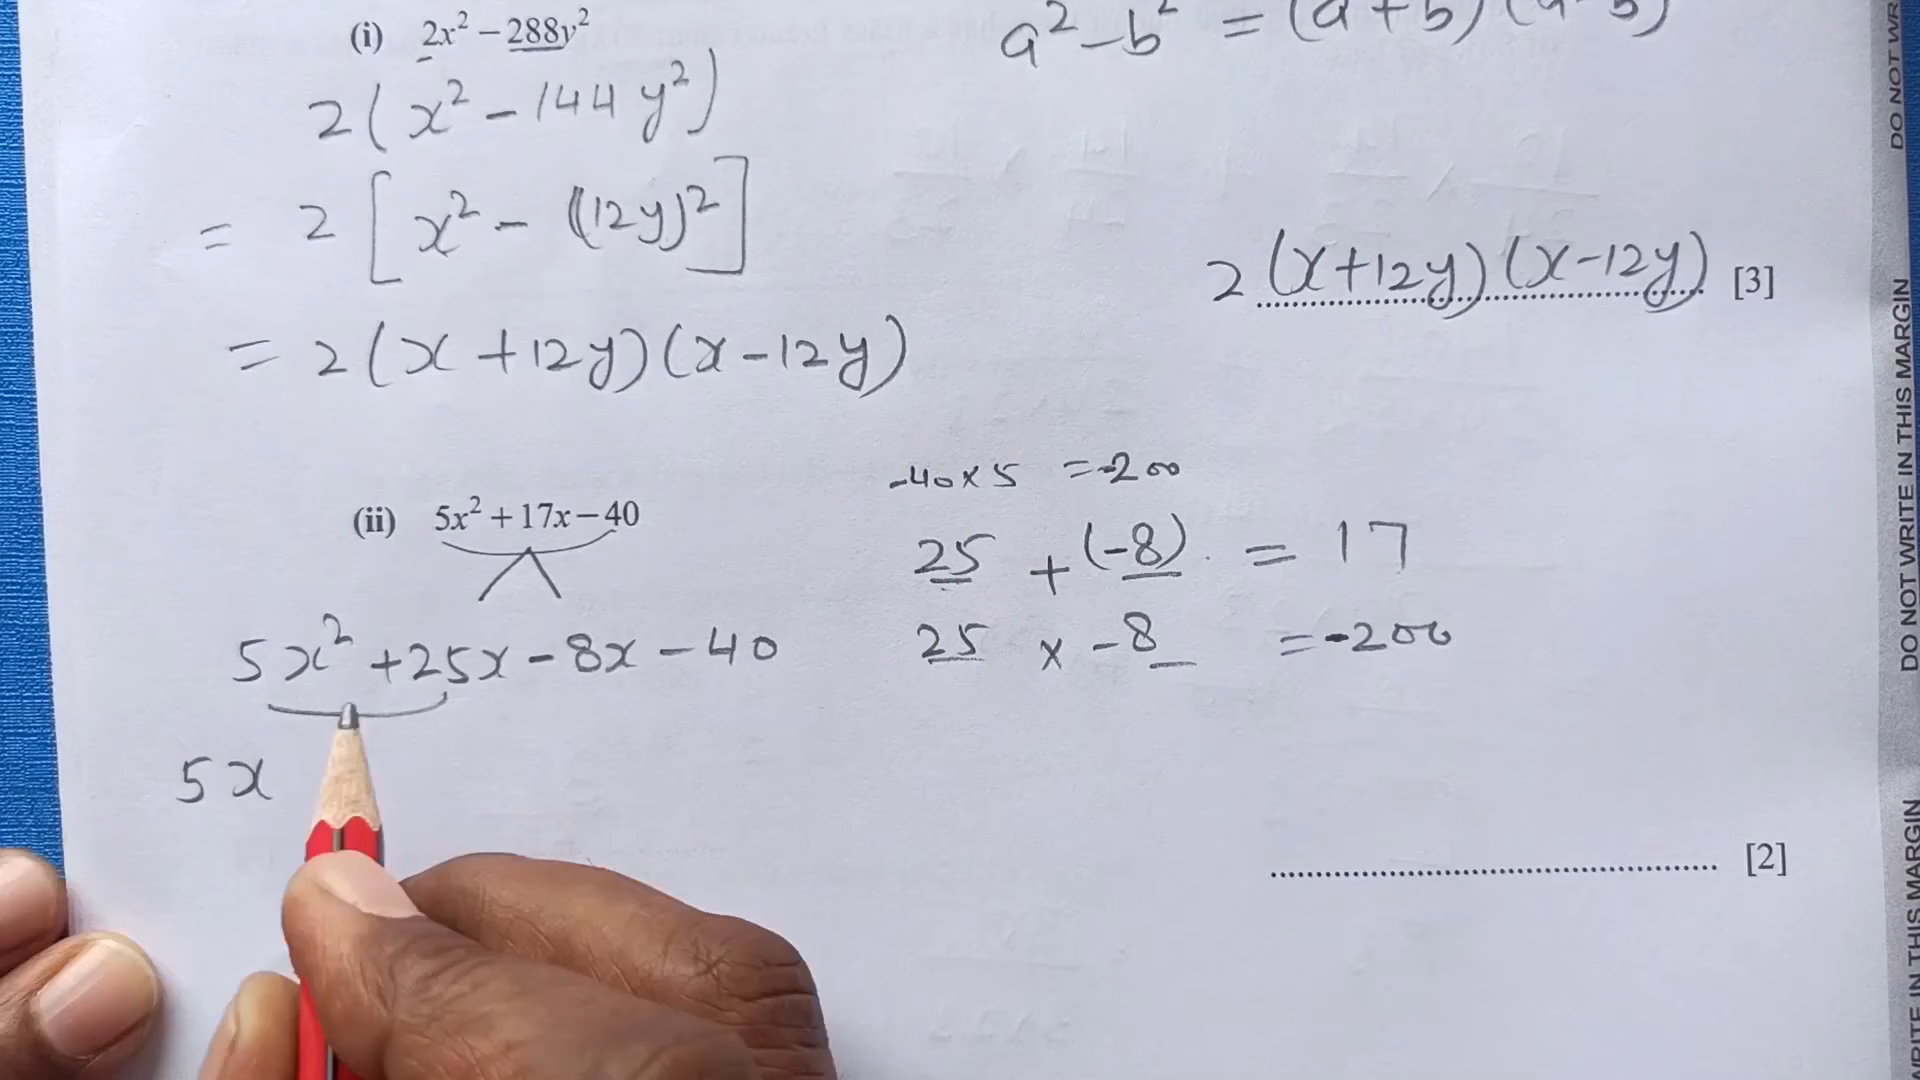 (i) 2x² − 288y²
a² − b² = (a + b)(a − b)
2(x² − 144y²)
= 2[x² − (12y)²]
2(x+12y)(x−12y) [3]
= 2(x + 12y)(x − 12y)
-40 × 5 = -200
(ii) 5x² + 17x − 40
25 + (-8) = 17
5x² + 25x − 8x − 40
25 × -8 = -200
5x
[2]
DO NOT WR
DO NOT WRITE IN THIS MARGIN
WRITE IN THIS MARGIN